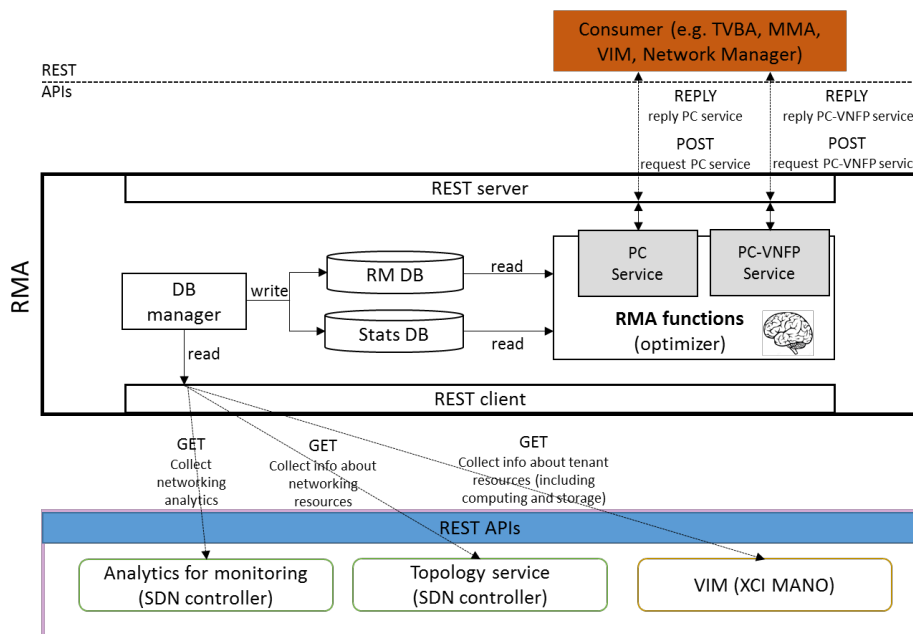 Consumer (e.g. TVBA, MMA,
VIM, Network Manager)
REST
APIs
REPLY
reply PC service
REPLY
reply PC-VNFP service
POST
request PC service
POST
request PC-VNFP servic
RMA
REST server
PC
Service
PC-VNFP
Service
RM DB
read
DB
manager
write
Stats DB
read
RMA functions
(optimizer)
read
REST client
GET
Collect
networking
analytics
GET
Collect info about
networking
resources
GET
Collect info about tenant
resources (including
computing and storage)
REST APIs
Analytics for monitoring
(SDN controller)
Topology service
(SDN controller)
VIM (XCI MANO)